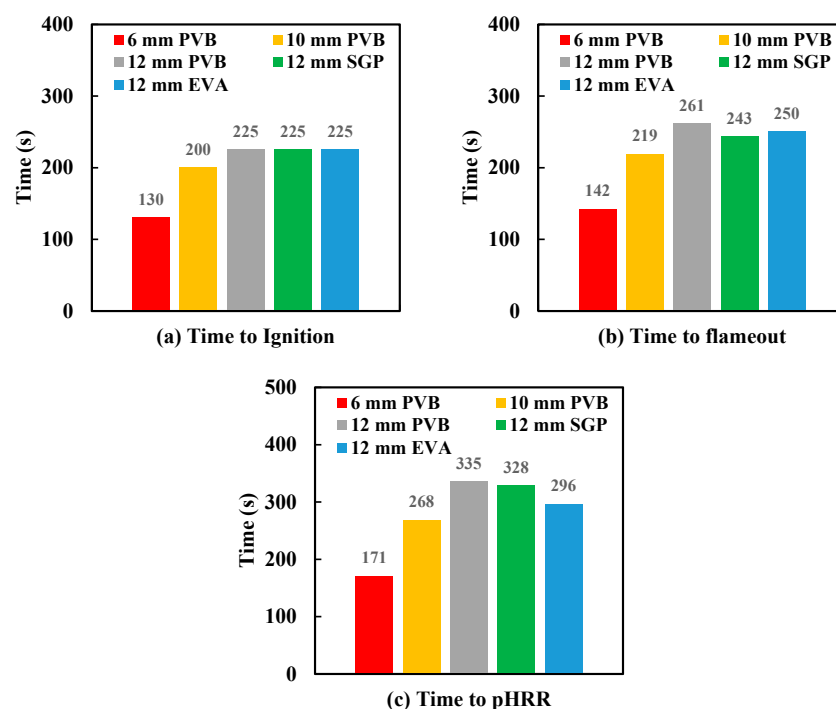 400
300
200
100
0
Time (s)
6 mm PVB
10 mm PVB
12 mm PVB
12 mm SGP
12 mm EVA
130
200
225
225
225
(a) Time to Ignition
400
300
200
100
0
Time (s)
6 mm PVB
10 mm PVB
12 mm PVB
12 mm SGP
12 mm EVA
142
219
261
243
250
(b) Time to flameout
500
400
300
200
100
0
Time (s)
6 mm PVB
10 mm PVB
12 mm PVB
12 mm SGP
12 mm EVA
171
268
335
328
296
(c) Time to pHRR